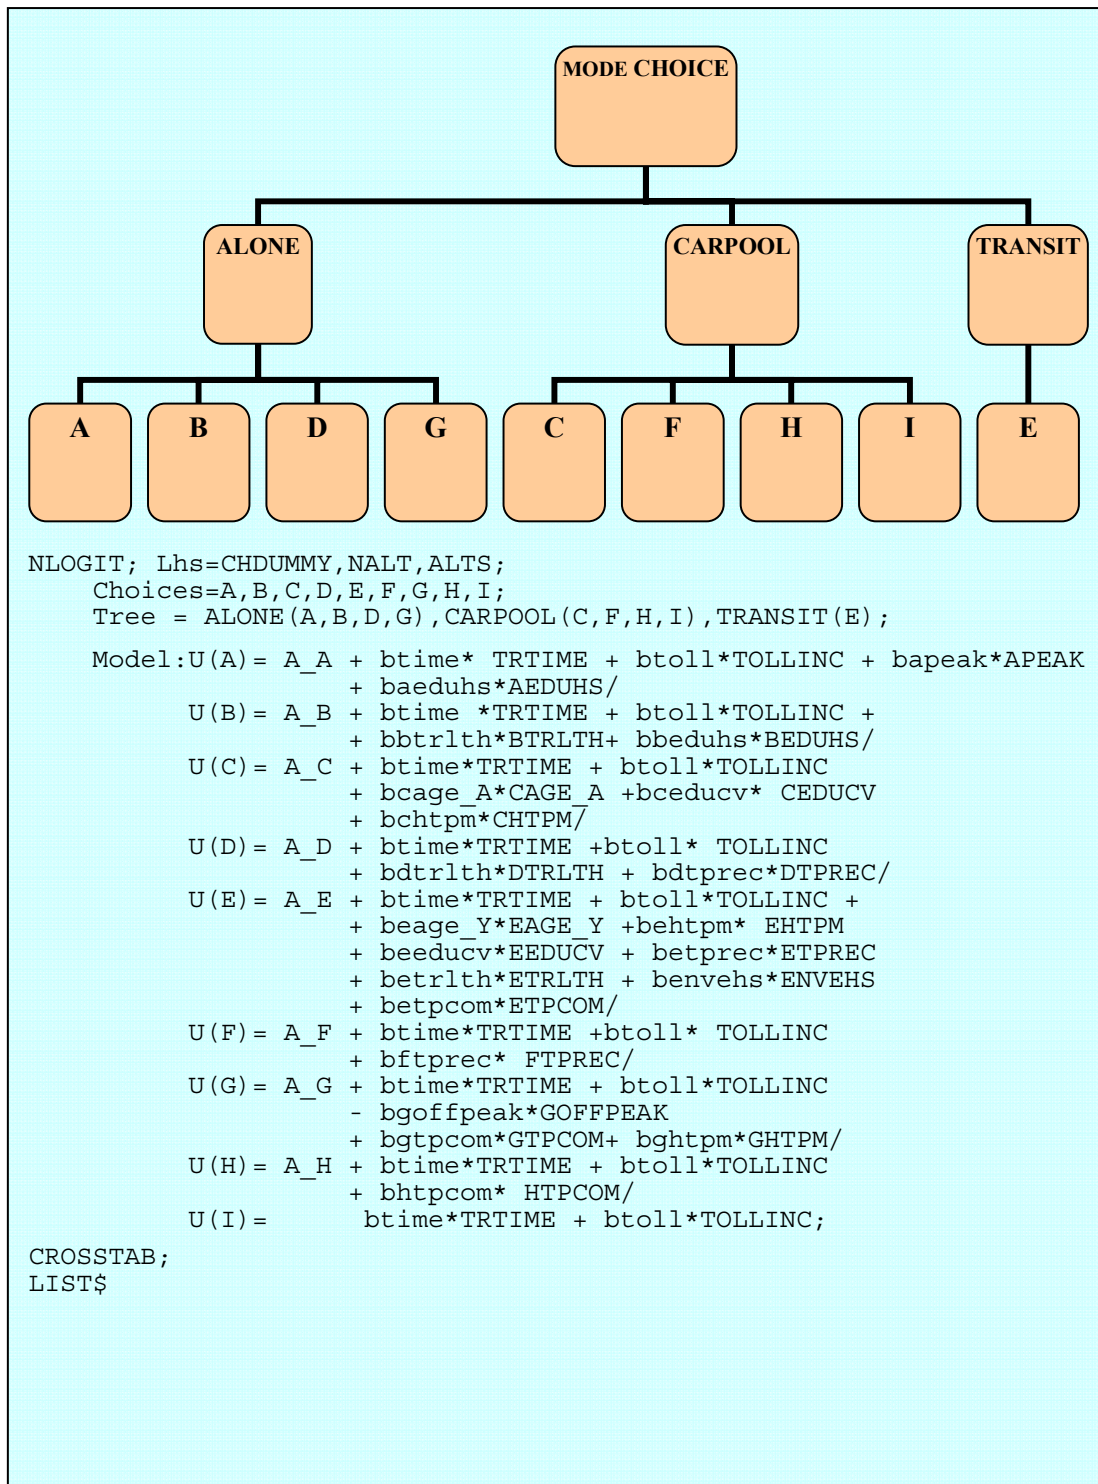 MODE CHOICE
ALONE CARPOOL TRANSIT
A B D G C F H I E
NLOGIT; Lhs=CHDUMMY,NALT,ALTS;
Choices=A,B,C,D,E,F,G,H,I;
Tree = ALONE(A,B,D,G),CARPOOL(C,F,H,I),TRANSIT(E);
Model:U(A)= A_A + btime* TRTIME + btoll*TOLLINC + bapeak*APEAK
+ baeduhs*AEDUHS/
U(B)= A_B + btime *TRTIME + btoll*TOLLINC +
+ bbtrlth*BTRLTH+ bbeduhs*BEDUHS/
U(C)= A_C + btime*TRTIME + btoll*TOLLINC
+ bcage_A*CAGE_A +bceducv* CEDUCV
+ bchtpm*CHTPM/
U(D)= A_D + btime*TRTIME +btoll* TOLLINC
+ bdtrlth*DTRLTH + bdtprec*DTPREC/
U(E)= A_E + btime*TRTIME + btoll*TOLLINC +
+ beage_Y*EAGE_Y +behtpm* EHTPM
+ beeducv*EEDUCV + betprec*ETPREC
+ betrlth*ETRLTH + benvehs*ENVEHS
+ betpcom*ETPCOM/
U(F)= A_F + btime*TRTIME +btoll* TOLLINC
+ bftprec* FTPREC/
U(G)= A_G + btime*TRTIME + btoll*TOLLINC
- bgoffpeak*GOFFPEAK
+ bgtpcom*GTPCOM+ bghtpm*GHTPM/
U(H)= A_H + btime*TRTIME + btoll*TOLLINC
+ bhtpcom* HTPCOM/
U(I)= btime*TRTIME + btoll*TOLLINC;
CROSSTAB;
LIST$